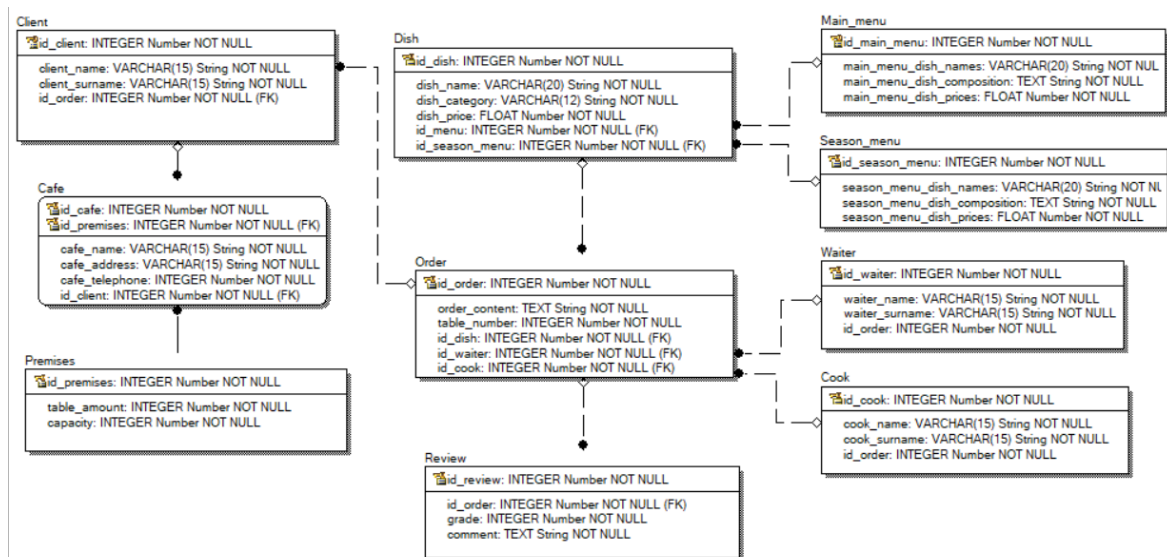 Client
id_client: INTEGER Number NOT NULL
client_name: VARCHAR(15) String NOT NULL
client_surname: VARCHAR(15) String NOT NULL
id_order: INTEGER Number NOT NULL (FK)
Cafe
id_cafe: INTEGER Number NOT NULL
id_premises: INTEGER Number NOT NULL (FK)
cafe_name: VARCHAR(15) String NOT NULL
cafe_address: VARCHAR(15) String NOT NULL
cafe_telephone: INTEGER Number NOT NULL
id_client: INTEGER Number NOT NULL (FK)
Premises
id_premises: INTEGER Number NOT NULL
table_amount: INTEGER Number NOT NULL
capacity: INTEGER Number NOT NULL
Dish
id_dish: INTEGER Number NOT NULL
dish_name: VARCHAR(20) String NOT NULL
dish_category: VARCHAR(12) String NOT NULL
dish_price: FLOAT Number NOT NULL
id_menu: INTEGER Number NOT NULL (FK)
id_season_menu: INTEGER Number NOT NULL (FK)
Order
id_order: INTEGER Number NOT NULL
order_content: TEXT String NOT NULL
table_number: INTEGER Number NOT NULL
id_dish: INTEGER Number NOT NULL (FK)
id_waiter: INTEGER Number NOT NULL (FK)
id_cook: INTEGER Number NOT NULL (FK)
Review
id_review: INTEGER Number NOT NULL
id_order: INTEGER Number NOT NULL (FK)
grade: INTEGER Number NOT NULL
comment: TEXT String NOT NULL
Main_menu
id_main_menu: INTEGER Number NOT NULL
main_menu_dish_names: VARCHAR(20) String NOT NUL
main_menu_dish_composition: TEXT String NOT NULL
main_menu_dish_prices: FLOAT Number NOT NULL
Season_menu
id_season_menu: INTEGER Number NOT NULL
season_menu_dish_names: VARCHAR(20) String NOT NU
season_menu_dish_composition: TEXT String NOT NULL
season_menu_dish_prices: FLOAT Number NOT NULL
Waiter
id_waiter: INTEGER Number NOT NULL
waiter_name: VARCHAR(15) String NOT NULL
waiter_surname: VARCHAR(15) String NOT NULL
id_order: INTEGER Number NOT NULL
Cook
id_cook: INTEGER Number NOT NULL
cook_name: VARCHAR(15) String NOT NULL
cook_surname: VARCHAR(15) String NOT NULL
id_order: INTEGER Number NOT NULL